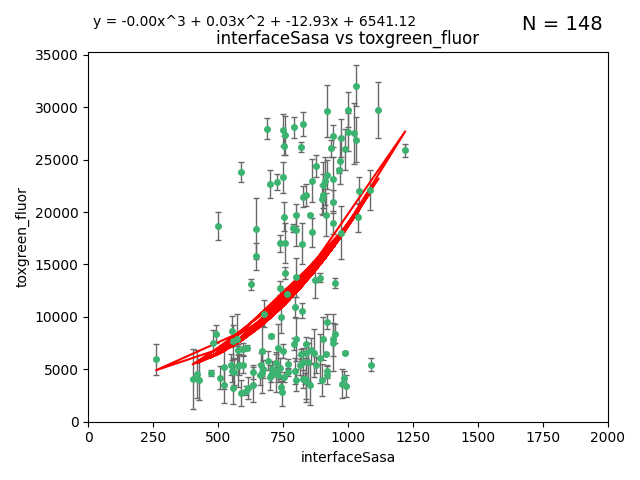 y = -0.00x^3 + 0.03x^2 + -12.93x + 6541.12
N = 148
interfaceSasa vs toxgreen_fluor
35000
30000
25000
20000
15000
10000
5000
0
toxgreen_fluor
0 250 500 750 1000 1250 1500 1750 2000
interfaceSasa